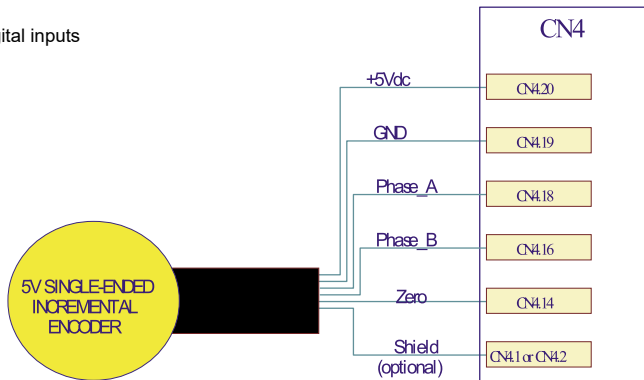 gital inputs
CN4
+5Vdc
CN4.20
GND
CN4.19
Phase_A
CN4.18
Phase_B
CN4.16
5V SINGLE-ENDED
INCREMENTAL
ENCODER
Zero
CN4.14
Shield
(optional)
CN4.1 or CN4.2